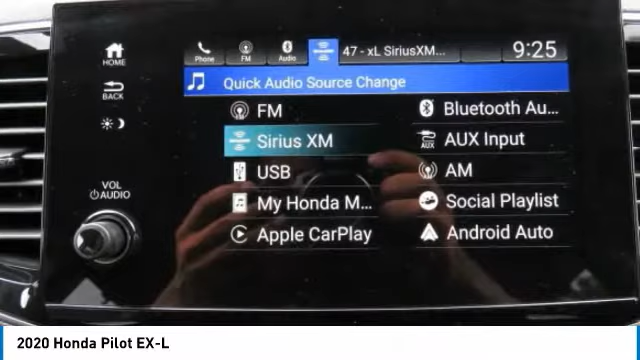 HOME
BACK
VOL
AUDIO
Phone FM Audio 47 - xL SiriusXM... 9:25
Quick Audio Source Change
FM Bluetooth Au...
Sirius XM AUX AUX Input
USB AM
My Honda M... Social Playlist
Apple CarPlay Android Auto
2020 Honda Pilot EX-L